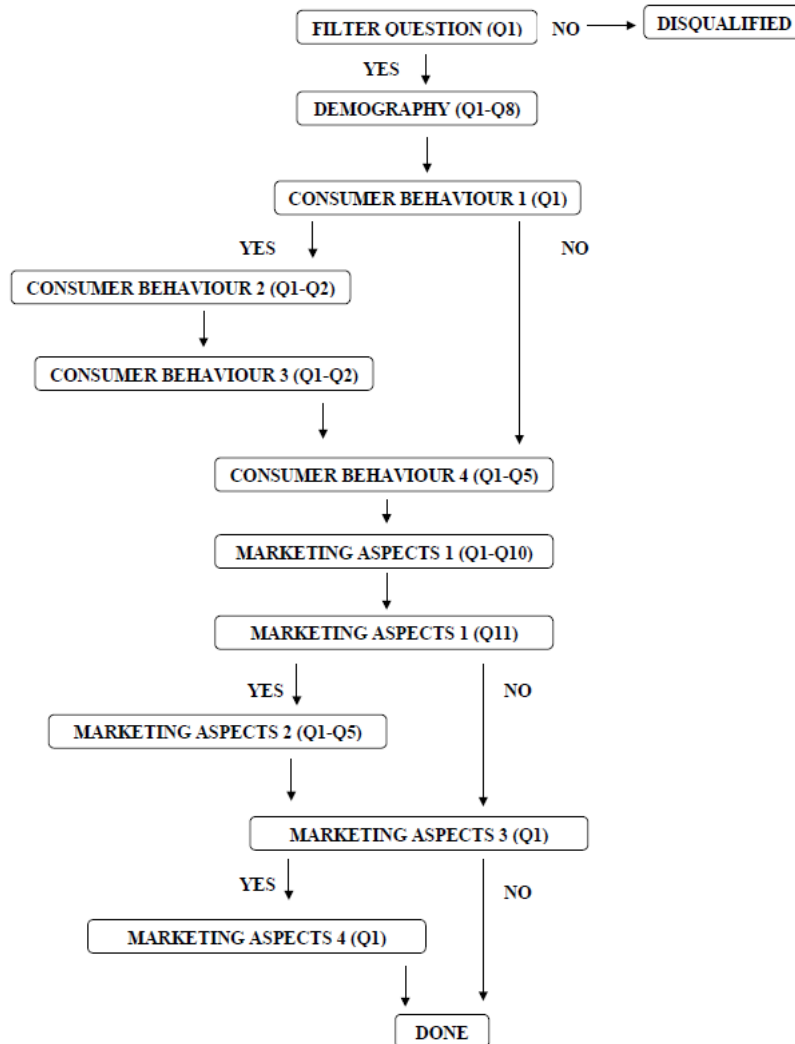 FILTER QUESTION (Q1)
NO
DISQUALIFIED
YES
DEMOGRAPHY (Q1-Q8)
CONSUMER BEHAVIOUR 1 (Q1)
YES
NO
CONSUMER BEHAVIOUR 2 (Q1-Q2)
CONSUMER BEHAVIOUR 3 (Q1-Q2)
CONSUMER BEHAVIOUR 4 (Q1-Q5)
MARKETING ASPECTS 1 (Q1-Q10)
MARKETING ASPECTS 1 (Q11)
YES
NO
MARKETING ASPECTS 2 (Q1-Q5)
MARKETING ASPECTS 3 (Q1)
YES
NO
MARKETING ASPECTS 4 (Q1)
DONE